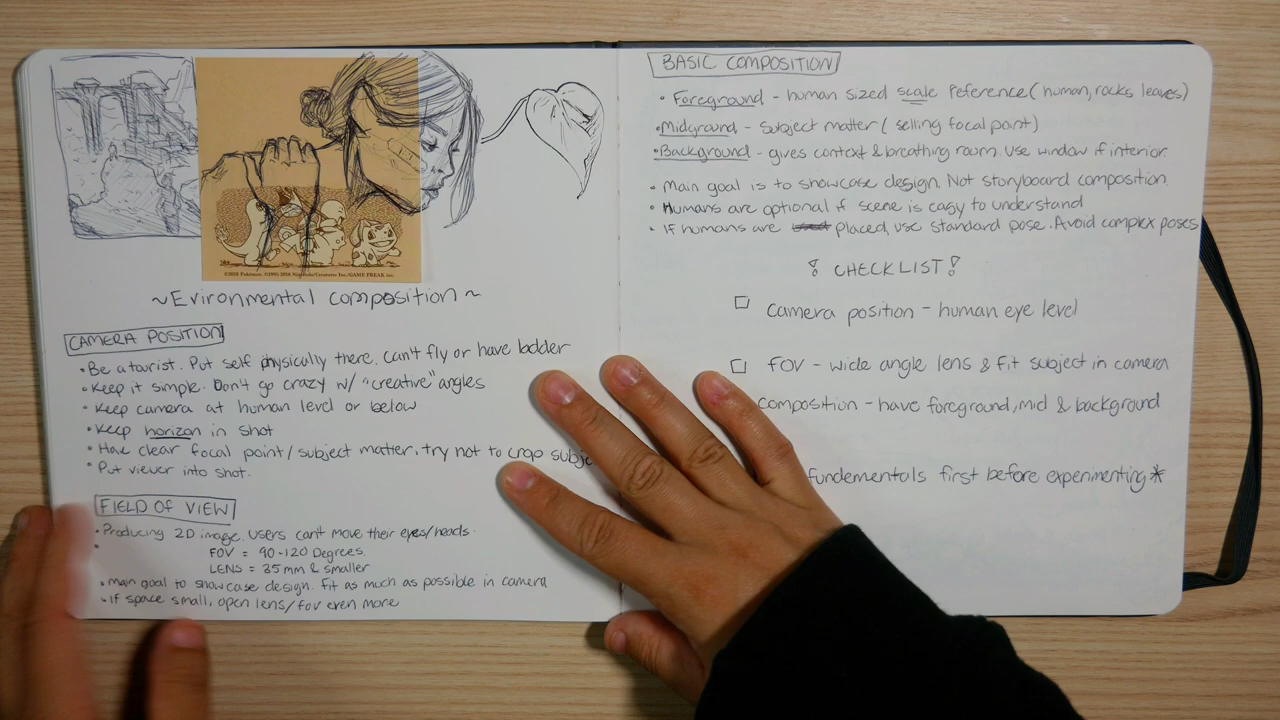 ©2018 Pokémon. ©1995-2018 Nintendo/Creatures Inc./GAME FREAK inc.
~Evironmental composition~
CAMERA POSITION
• Be a tourist. Put self physically there. Can't fly or have ladder
• Keep it simple. Don't go crazy w/ "creative" angles
• Keep camera at human level or below
• Keep horizon in shot
• Have clear focal point/subject matter, try not to crop subje
• Put viewer into shot.
FIELD OF VIEW
• Producing 2D image. Users can't move their eyes/heads.
• FOV = 90-120 Degrees.
LENS = 35mm & smaller
• main goal to showcase design. Fit as much as possible in camera
• If space small, open lens/fov even more
BASIC COMPOSITION
• Foreground - human sized scale reference (human, rocks leaves)
• Midground - subject matter (selling focal point)
• Background - gives context & breathing room. Use window if interior.
• Main goal is to showcase design. Not storyboard composition.
• Humans are optional if scene is easy to understand
• If humans are placed, use standard pose. Avoid complex poses
! CHECKLIST!
□ Camera position - human eye level
□ FOV - wide angle lens & fit subject in camera
composition - have foreground, mid & background
fundamentals first before experimenting*